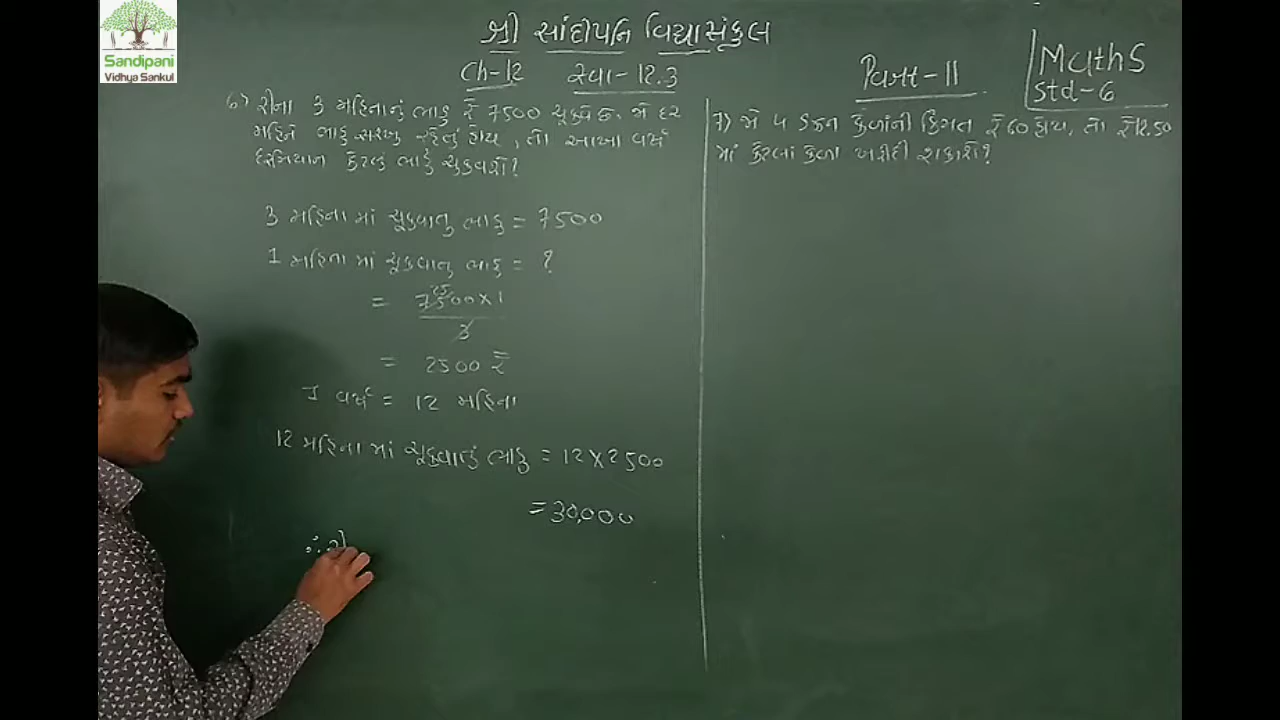 Sandipani
Vidhya Sankul
શ્રી સાંદીપનિ વિદ્યાસંકુલ
Ch-12 સ્વા-12.3
Part-11
Maths
Std-6
6) રીના 3 મહિનાનું ભાડુ ₹ 7500 ચૂકવે છે. જો દર
મહિને ભાડુ સરખુ રહેતું હોય, તો આખા વર્ષ
દરમિયાન કેટલું ભાડું ચુકવશે?
3 મહિના માં ચૂકવાતુ ભાડુ = 7500
1 મહિના માં ચૂકવાતુ ભાડુ = ?
= 7500×1
25
3
= 2500 ₹
1 વર્ષ = 12 મહિના
12 મહિના માં ચૂકવાતું ભાડુ = 12×2500
= 30,000
∴ રી
7) જો 5 ડઝન કેળાંની કિંમત ₹ 60 હોય, તો ₹ 12.50
માં કેટલાં કેળા ખરીદી શકાશે?